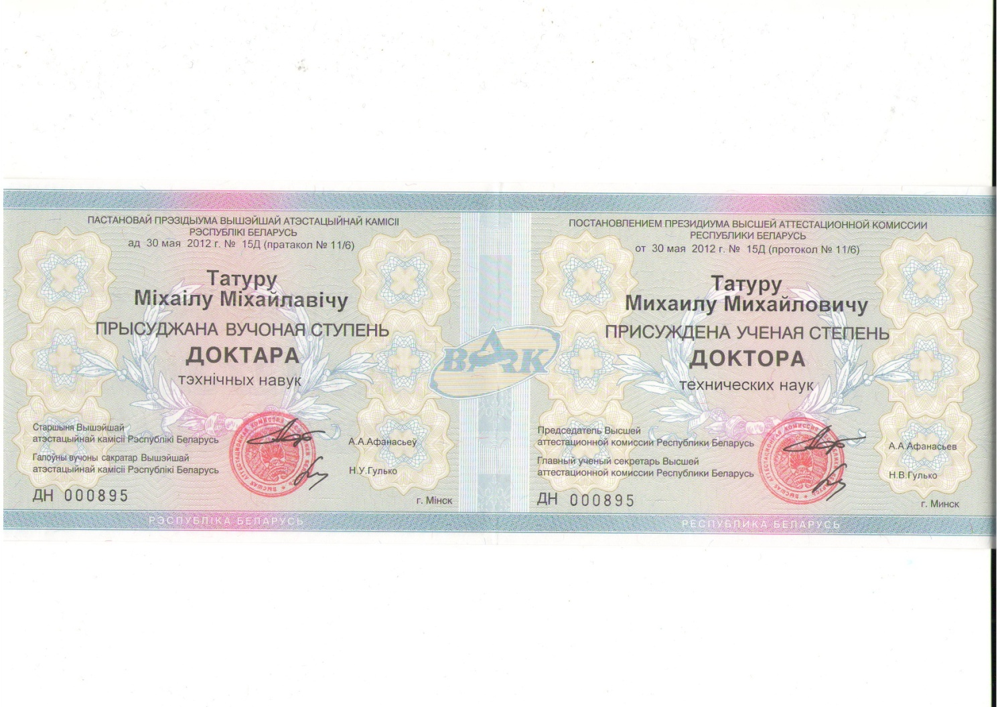 ПАСТАНОВАЙ ПРЭЗІДЫУМА ВЫШЭЙШАЙ АТЭСТАЦЫЙНАЙ КАМІСІІ
РЭСПУБЛІКІ БЕЛАРУСЬ
ад 30 мая 2012 г. № 15Д (пратакол № 11/6)
Татуру
Міхаілу Міхайлавічу
ПРЫСУДЖАНА ВУЧОНАЯ СТУПЕНЬ
ДОКТАРА
тэхнічных навук
Старшыня Вышэйшай
атэстацыйнай камісіі Рэспублікі Беларусь
А.А.Афанасьеў
Галоўны вучоны сакратар Вышэйшай
атэстацыйнай камісіі Рэспублікі Беларусь
Н.У.Гулько
ДН 000895
г. Мінск
РЭСПУБЛІКА БЕЛАРУСЬ
ВАК
ПОСТАНОВЛЕНИЕМ ПРЕЗИДИУМА ВЫСШЕЙ АТТЕСТАЦИОННОЙ КОМИССИИ
РЕСПУБЛИКИ БЕЛАРУСЬ
от 30 мая 2012 г. № 15Д (протокол № 11/6)
Татуру
Михаилу Михайловичу
ПРИСУЖДЕНА УЧЕНАЯ СТЕПЕНЬ
ДОКТОРА
технических наук
Председатель Высшей
аттестационной комиссии Республики Беларусь
А.А.Афанасьев
Главный ученый секретарь Высшей
аттестационной комиссии Республики Беларусь
Н.В.Гулько
ДН 000895
г. Минск
РЕСПУБЛИКА БЕЛАРУСЬ